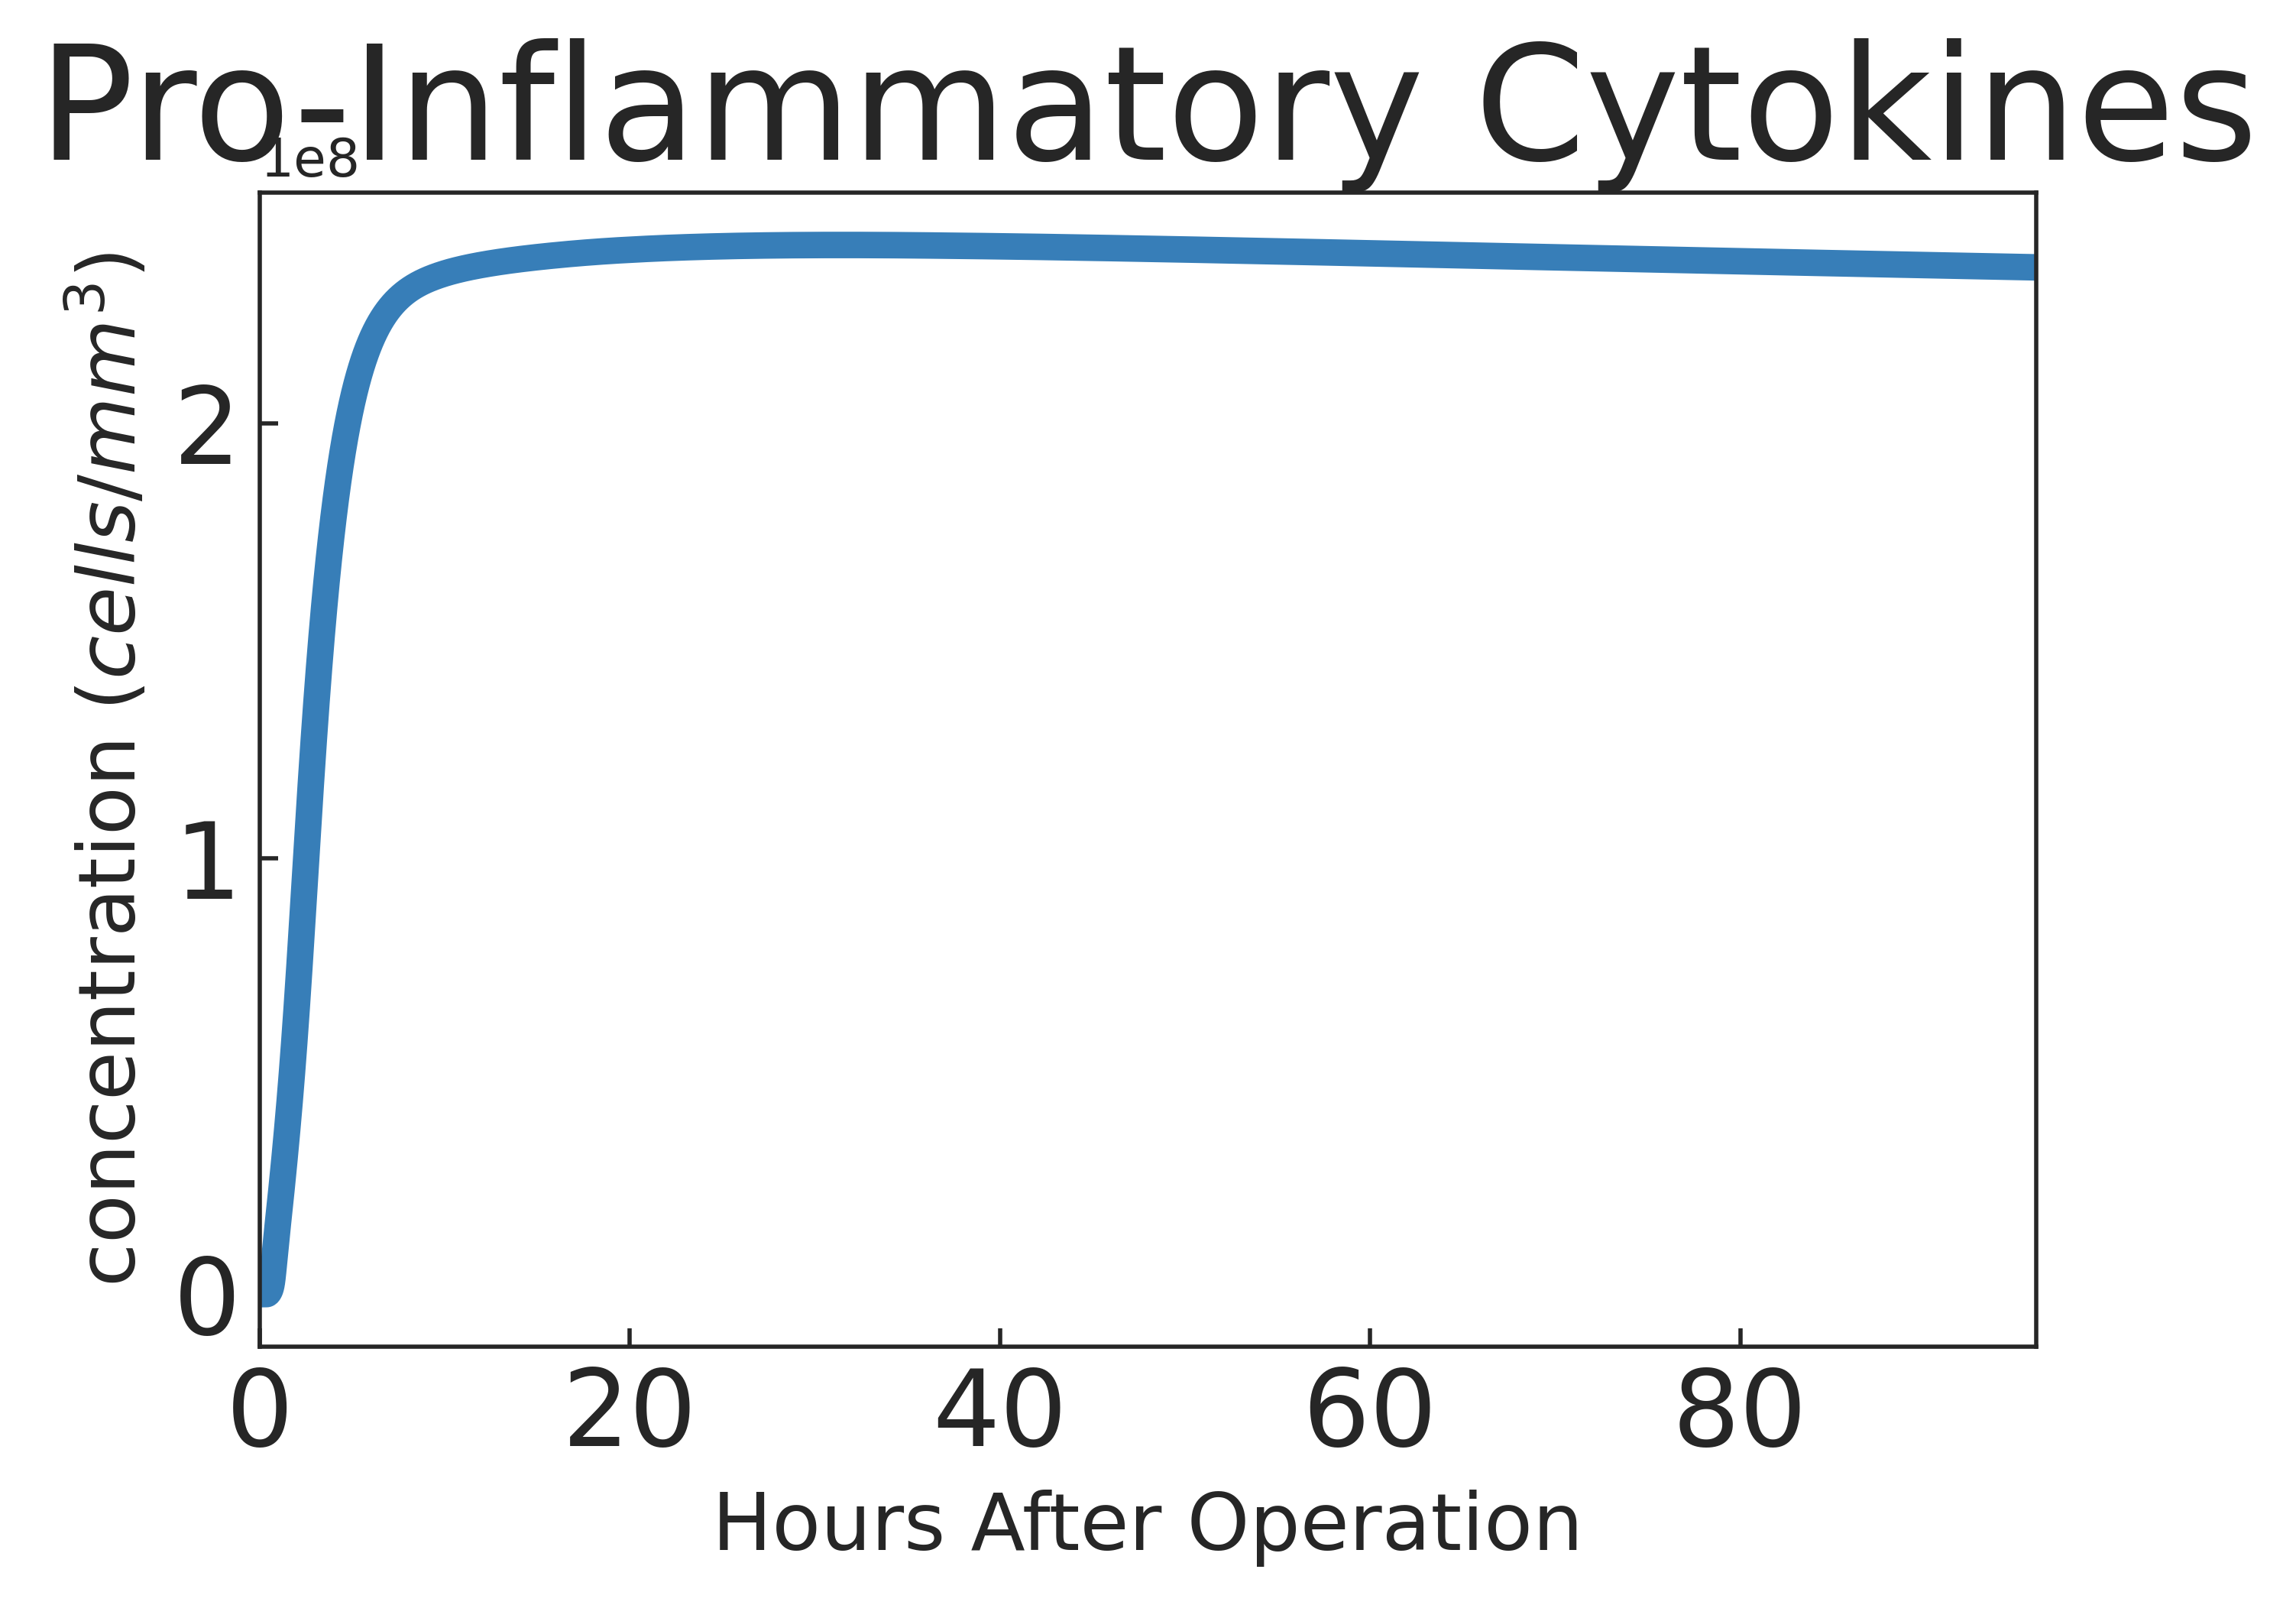 Pro-Inflammatory Cytokines
1e8
concentration (cells/mm³)
2
1
0
0 20 40 60 80
Hours After Operation